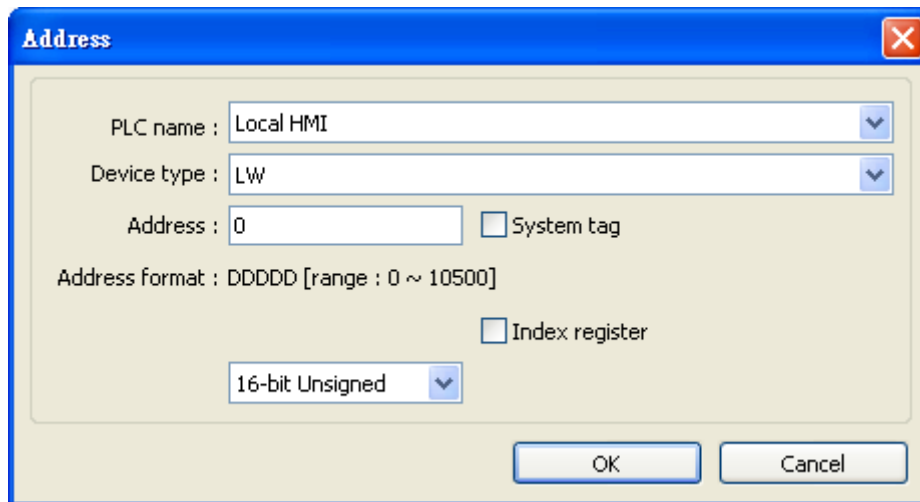 Address
PLC name : Local HMI
Device type : LW
Address : 0 System tag
Address format : DDDDD [range : 0 ~ 10500]
Index register
16-bit Unsigned
OK Cancel